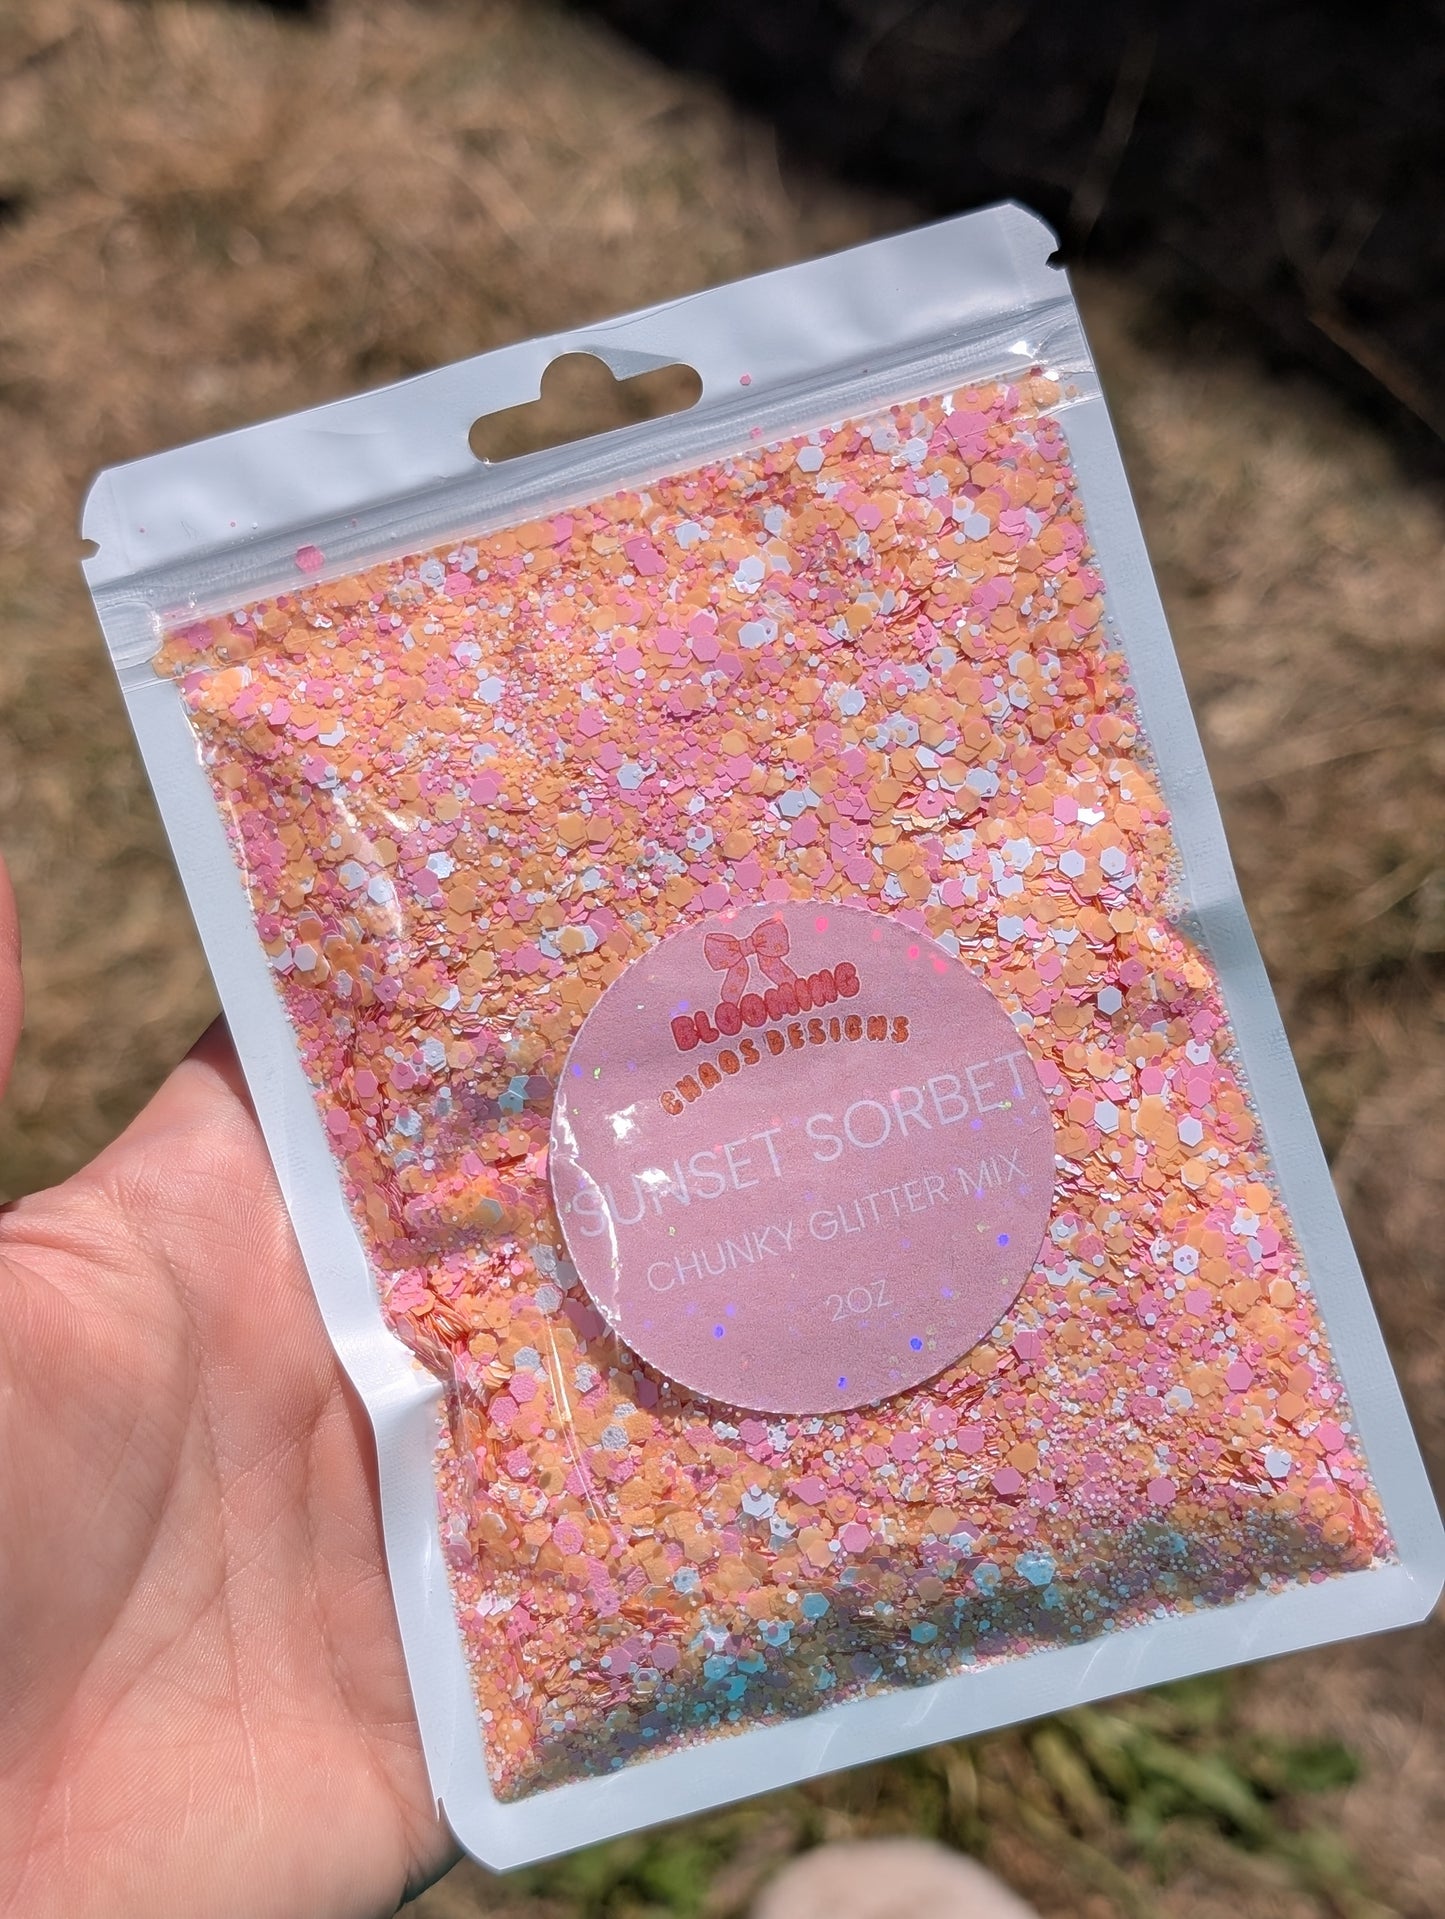 BLOOMING
CHAOS DESIGNS
SUNSET SORBET
CHUNKY GLITTER MIX
2OZ